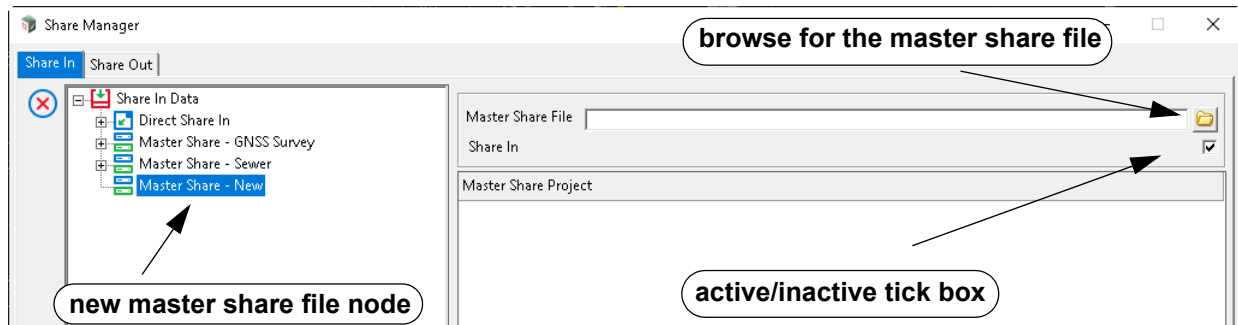 Share Manager
browse for the master share file
Share In Share Out
Share In Data
Direct Share In
Master Share - GNSS Survey
Master Share - Sewer
Master Share - New
Master Share File
Share In
Master Share Project
new master share file node
active/inactive tick box